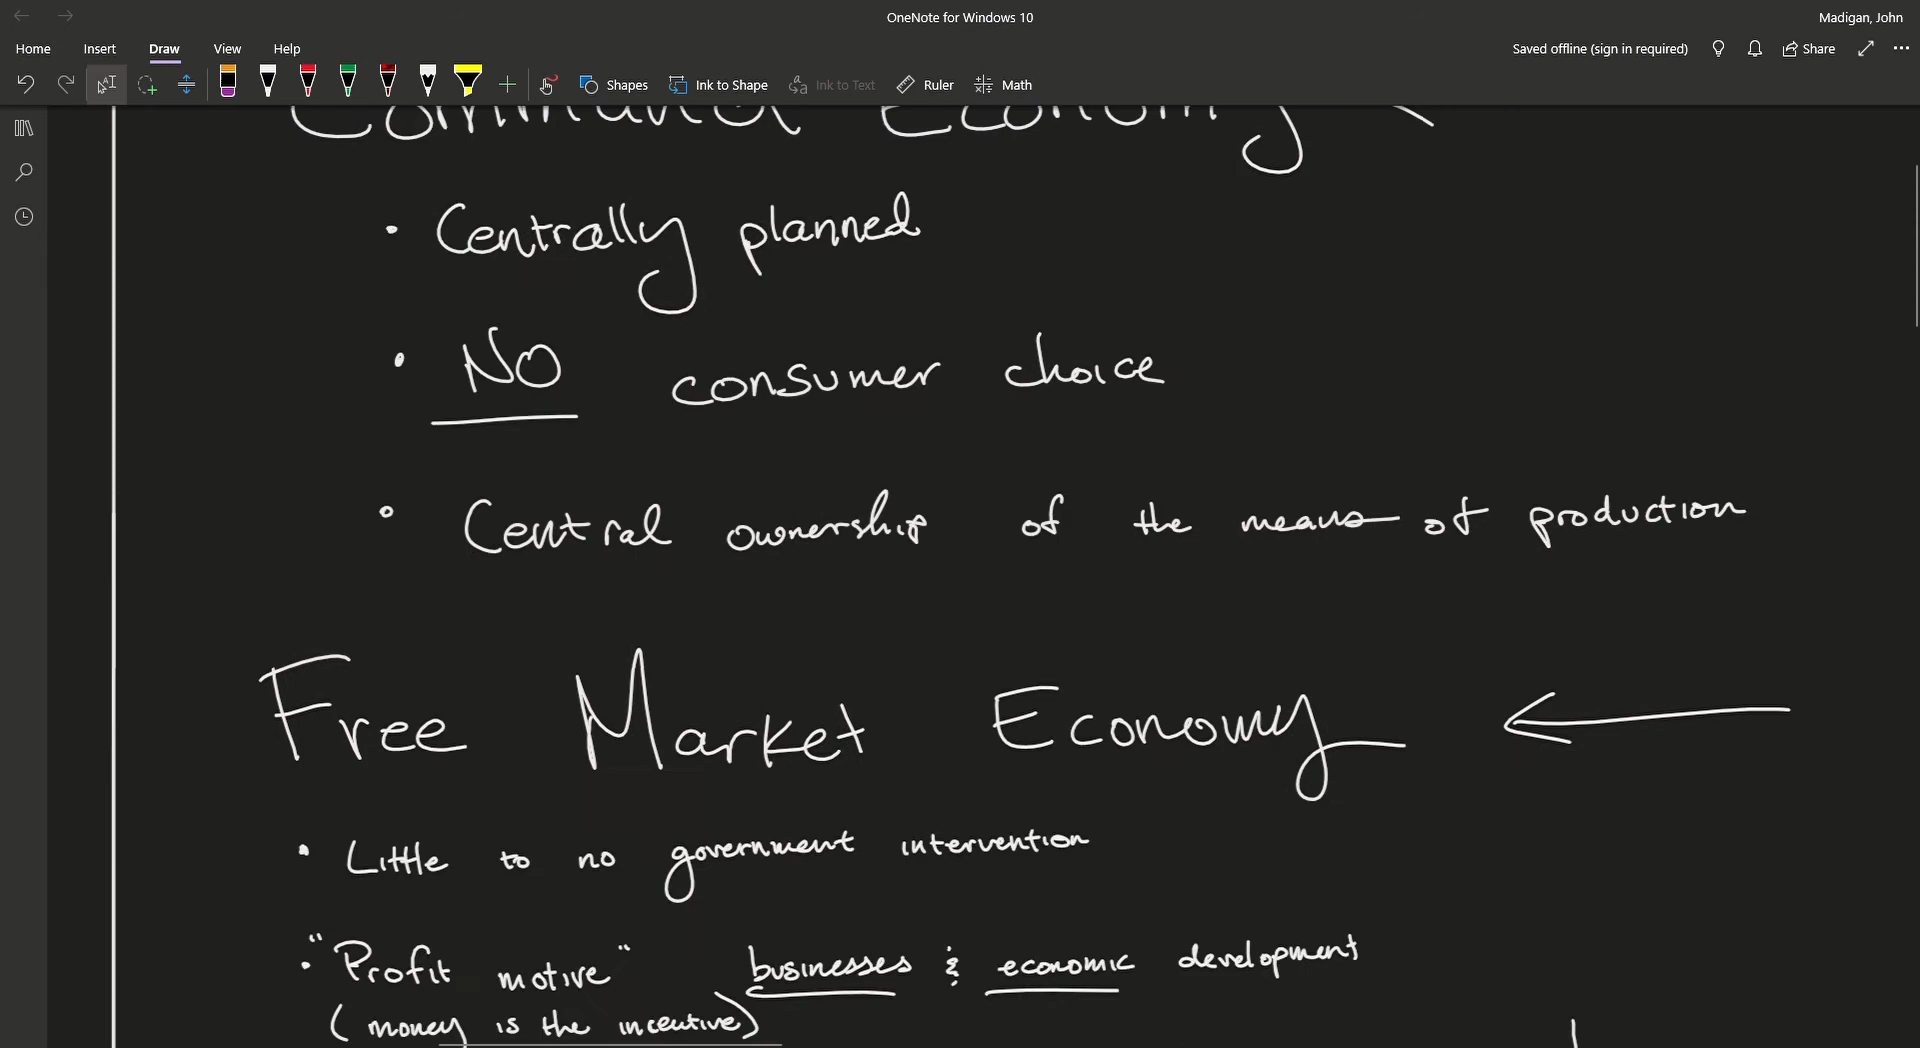 OneNote for Windows 10
Madigan, John
Home Insert Draw View Help
Saved offline (sign in required) Share
Shapes Ink to Shape Ink to Text Ruler Math
Command Economy
• Centrally planned
• NO consumer choice
• Central ownership of the means of production
Free Market Economy ←
• Little to no government intervention
• "Profit motive" businesses & economic development
(money is the incentive)